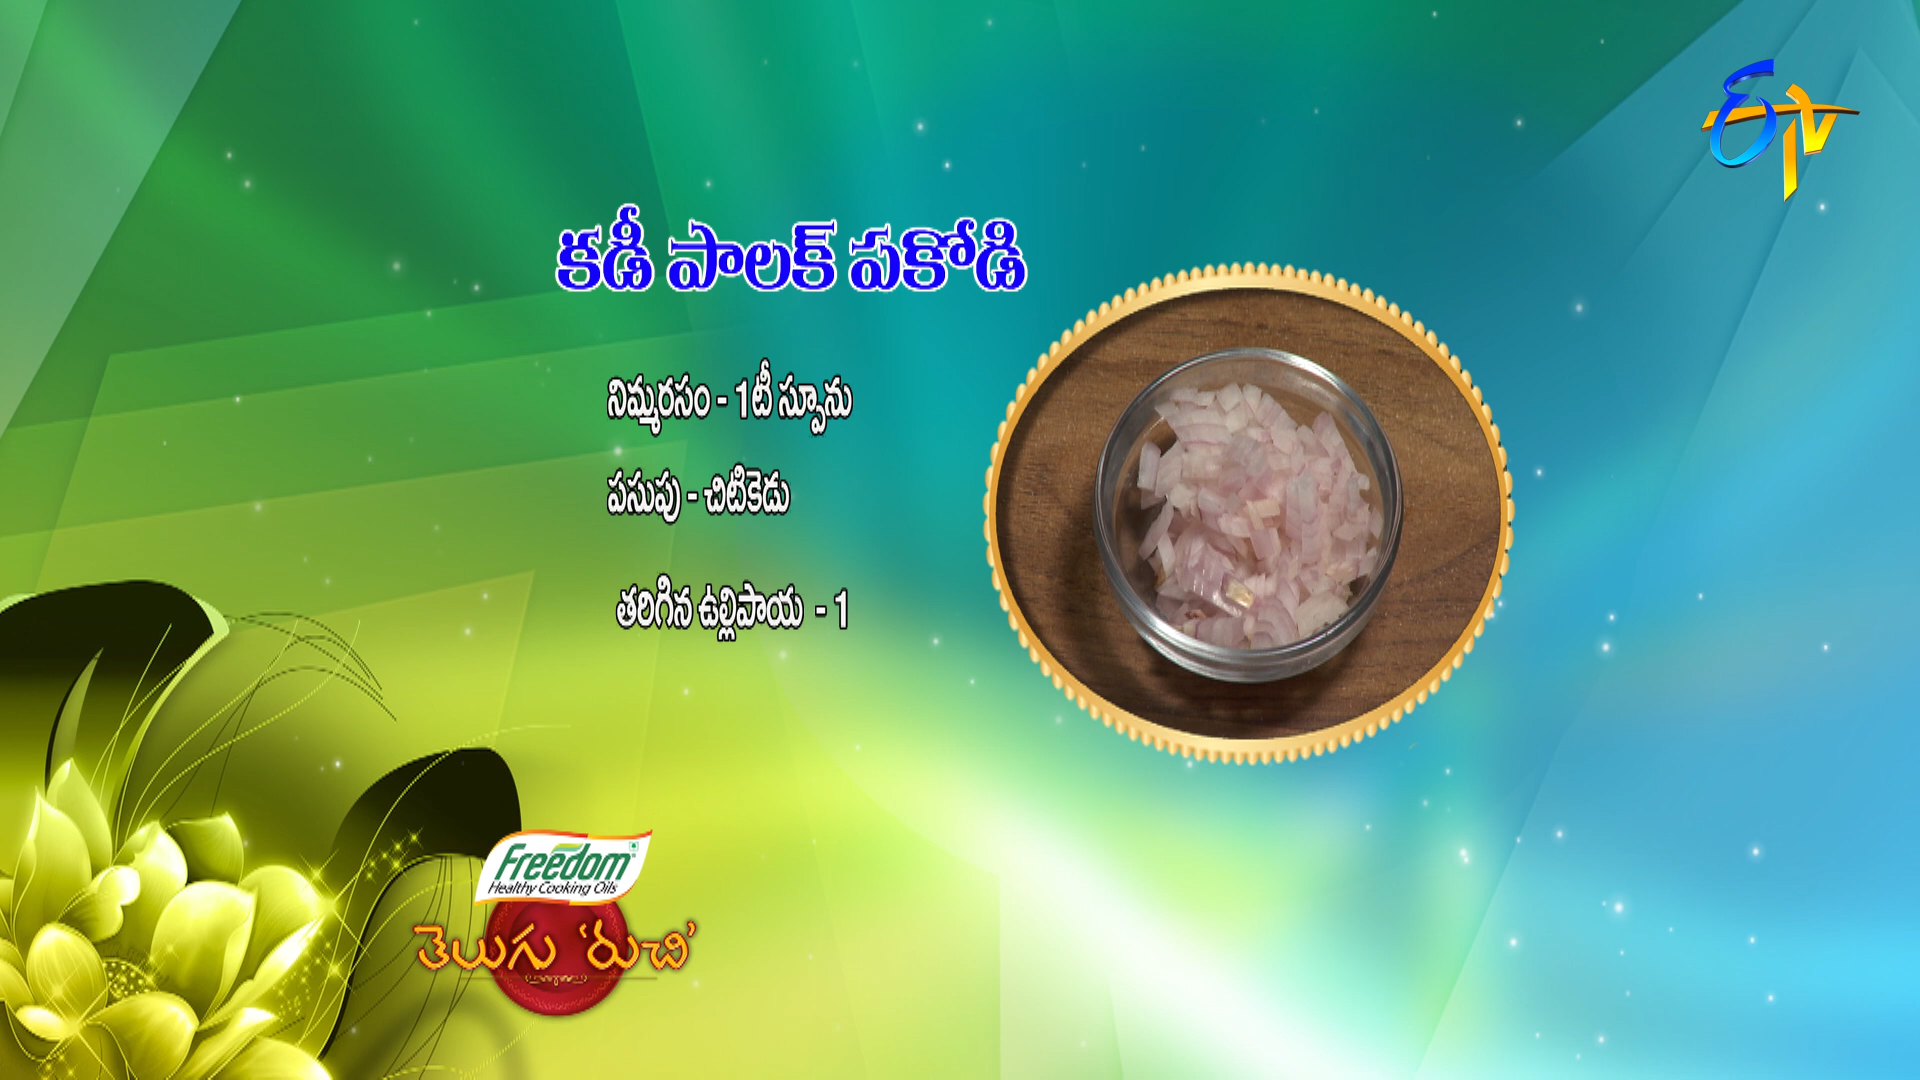 ETV
కడీ పాలక్ పకోడి
నిమ్మరసం - 1టీ స్పూను
పసుపు - చిటికెడు
తరిగిన ఉల్లిపాయ - 1
Freedom
Healthy Cooking Oils
తెలుగు ‘రుచి’